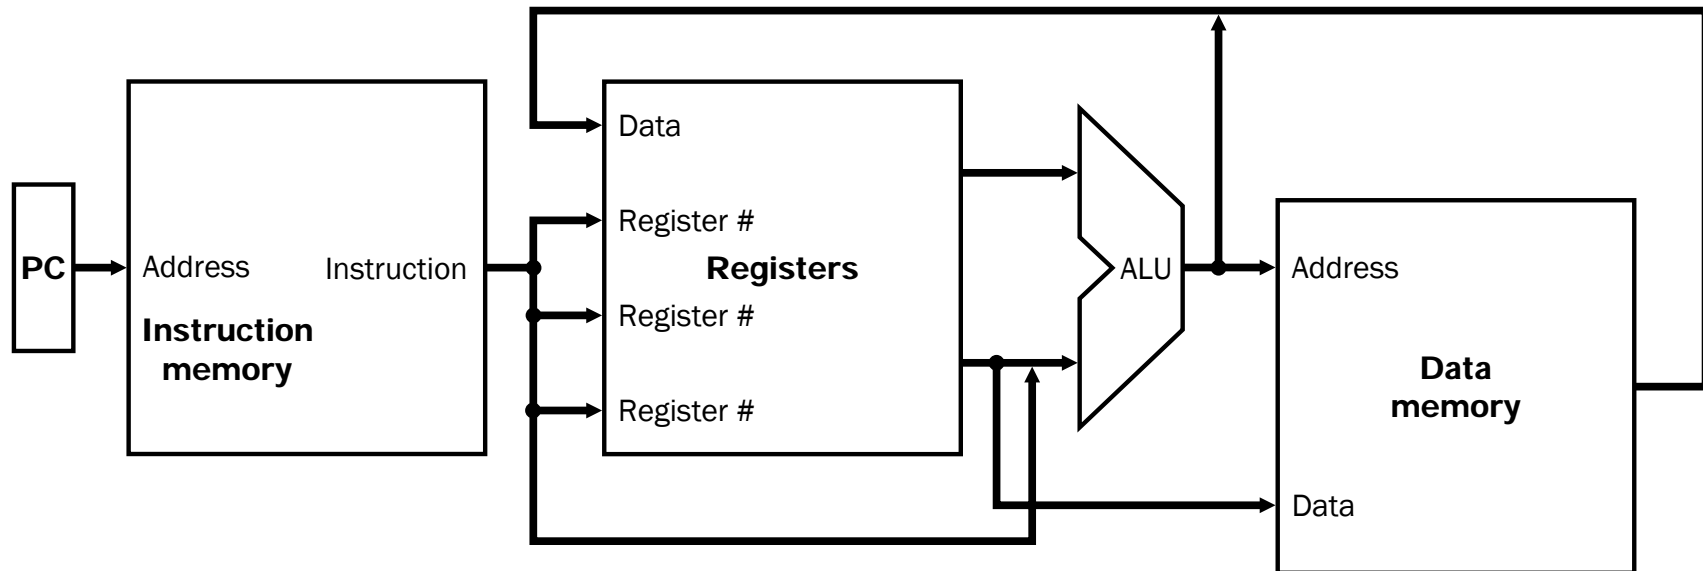 PC
Address
Instruction
Instruction
memory
Data
Register #
Registers
Register #
Register #
ALU
Address
Data
memory
Data